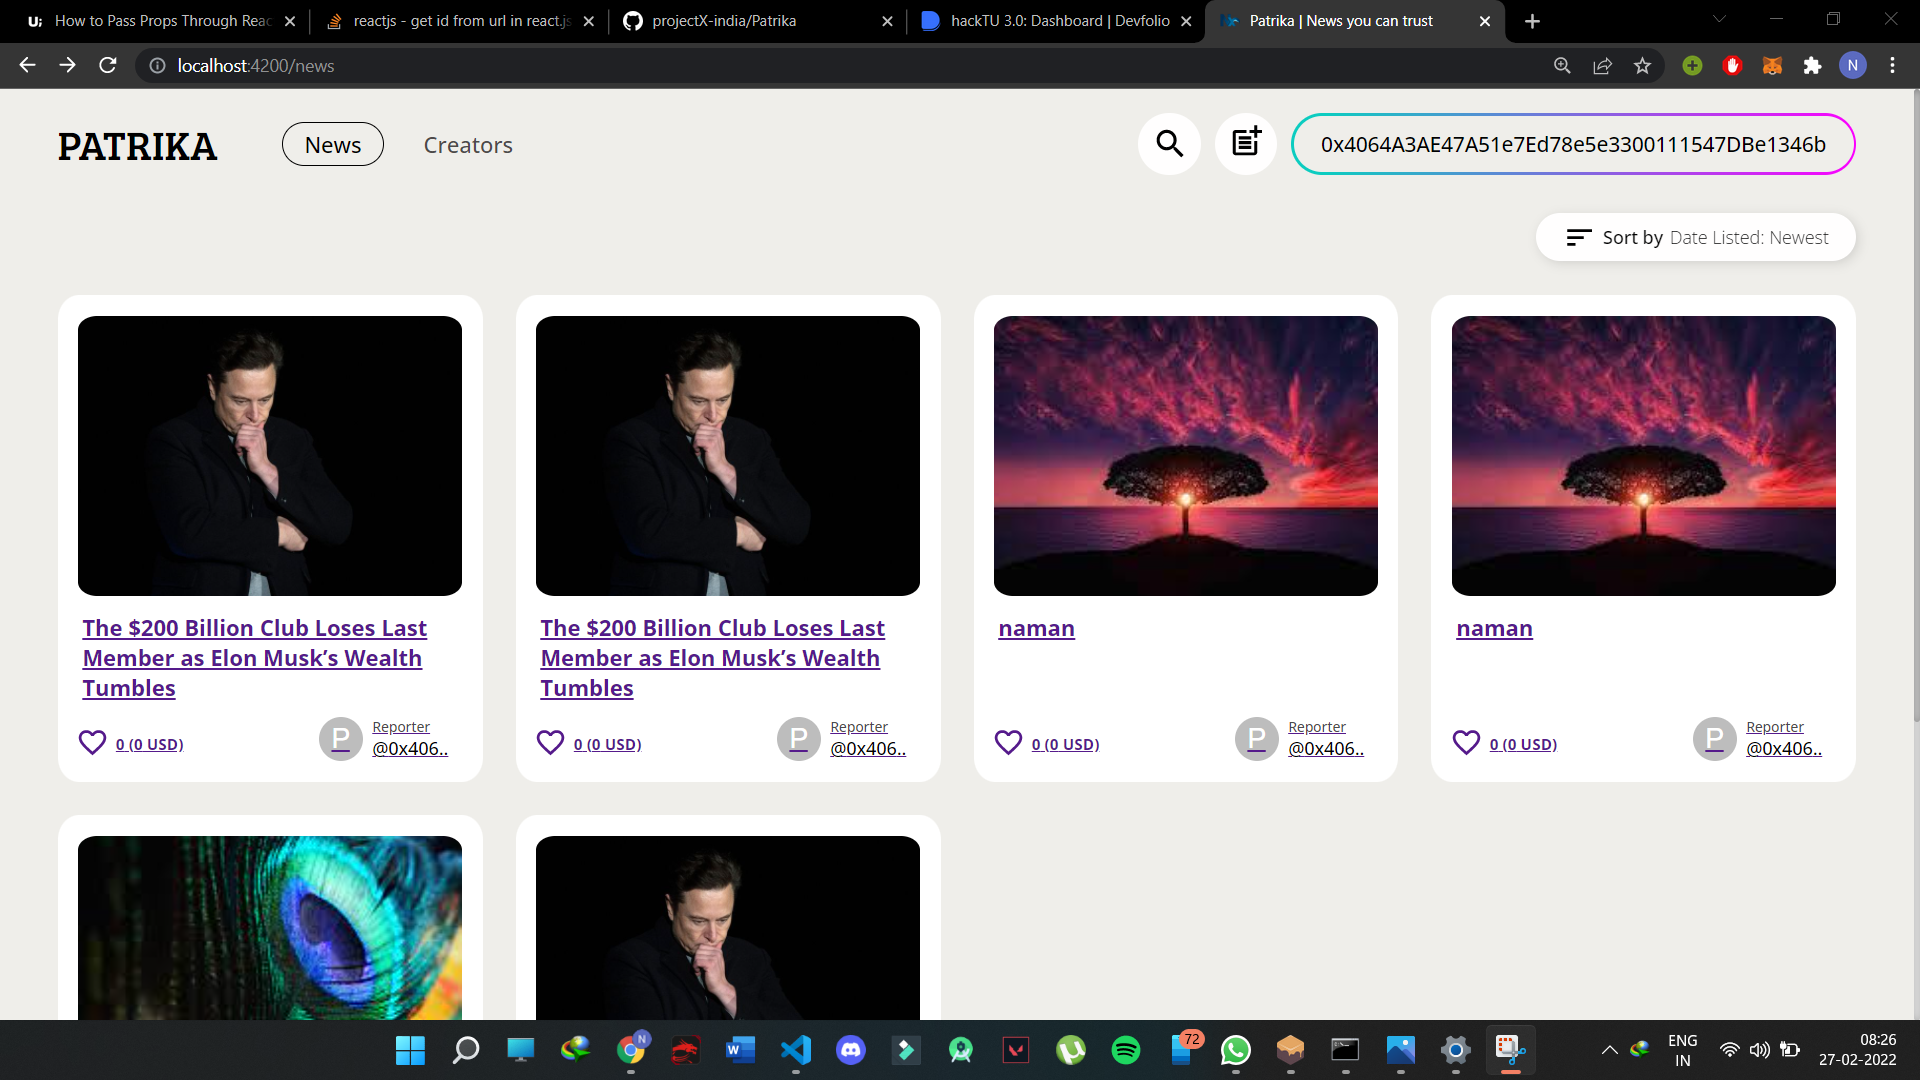 How to Pass Props Through Reac
reactjs - get id from url in react.js
projectX-india/Patrika
hackTU 3.0: Dashboard | Devfolio
Patrika | News you can trust
localhost:4200/news
N
PATRIKA
News
Creators
0x4064A3AE47A51e7Ed78e5e3300111547DBe1346b
Sort by Date Listed: Newest
The $200 Billion Club Loses Last
Member as Elon Musk’s Wealth
Tumbles
0 (0 USD)
P
Reporter
@0x406..
The $200 Billion Club Loses Last
Member as Elon Musk’s Wealth
Tumbles
0 (0 USD)
P
Reporter
@0x406..
naman
0 (0 USD)
P
Reporter
@0x406..
naman
0 (0 USD)
P
Reporter
@0x406..
N
W
72
ENG
IN
08:26
27-02-2022